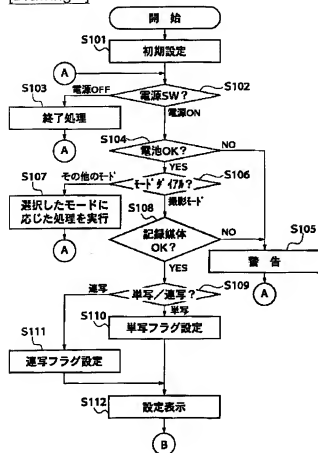 開 始
S101
初期設定
A
S103
電源OFF
電源SW?
S102
終了処理
電源ON
A
S104
電池OK?
NO
YES
S107
その他のモード
モードダイアル?
S106
選択したモードに
応じた処理を実行
S108
撮影モード
A
記録媒体
OK?
NO
S105
警 告
YES
A
連写
単写/連写?
S109
S110
単写
S111
単写フラグ設定
連写フラグ設定
S112
設定表示
B